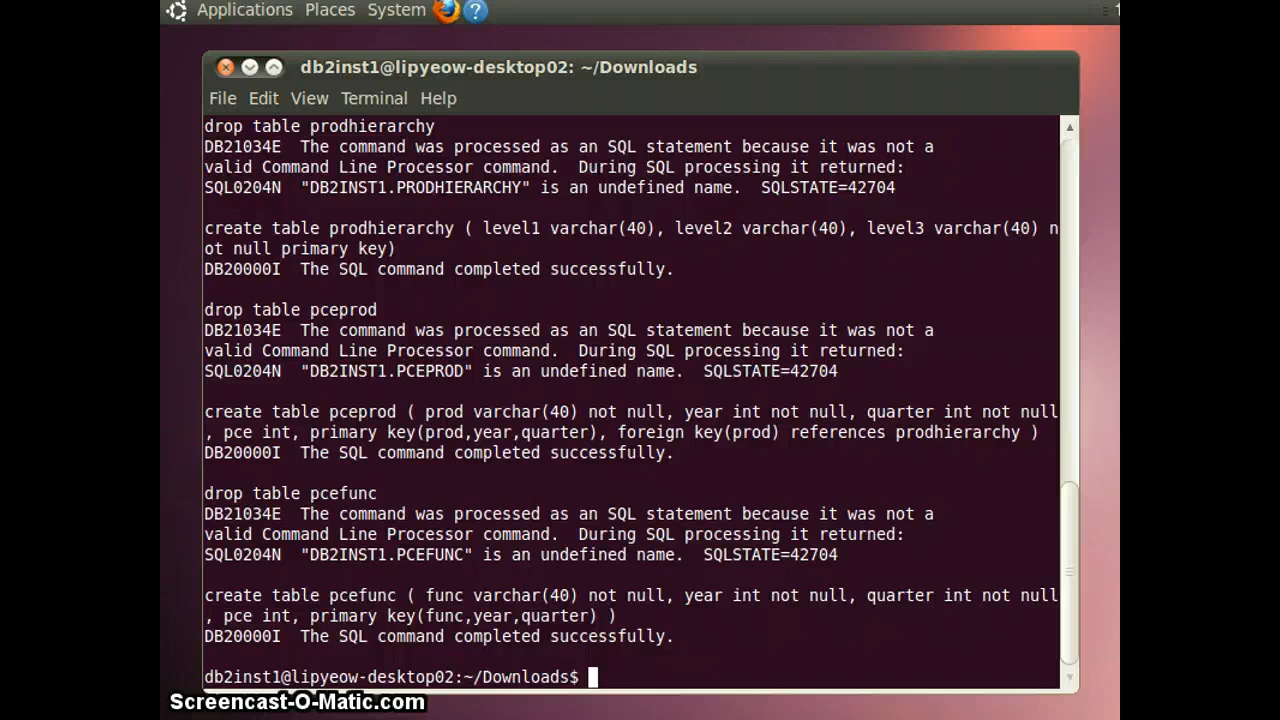 Applications Places System
db2inst1@lipyeow-desktop02: ~/Downloads
File Edit View Terminal Help
drop table prodhierarchy
DB21034E  The command was processed as an SQL statement because it was not a
valid Command Line Processor command.  During SQL processing it returned:
SQL0204N  "DB2INST1.PRODHIERARCHY" is an undefined name.  SQLSTATE=42704
create table prodhierarchy ( level1 varchar(40), level2 varchar(40), level3 varchar(40) n
ot null primary key)
DB20000I  The SQL command completed successfully.
drop table pceprod
DB21034E  The command was processed as an SQL statement because it was not a
valid Command Line Processor command.  During SQL processing it returned:
SQL0204N  "DB2INST1.PCEPROD" is an undefined name.  SQLSTATE=42704
create table pceprod ( prod varchar(40) not null, year int not null, quarter int not null
, pce int, primary key(prod,year,quarter), foreign key(prod) references prodhierarchy )
DB20000I  The SQL command completed successfully.
drop table pcefunc
DB21034E  The command was processed as an SQL statement because it was not a
valid Command Line Processor command.  During SQL processing it returned:
SQL0204N  "DB2INST1.PCEFUNC" is an undefined name.  SQLSTATE=42704
create table pcefunc ( func varchar(40) not null, year int not null, quarter int not null
, pce int, primary key(func,year,quarter) )
DB20000I  The SQL command completed successfully.
db2inst1@lipyeow-desktop02:~/Downloads$
Screencast-O-Matic.com